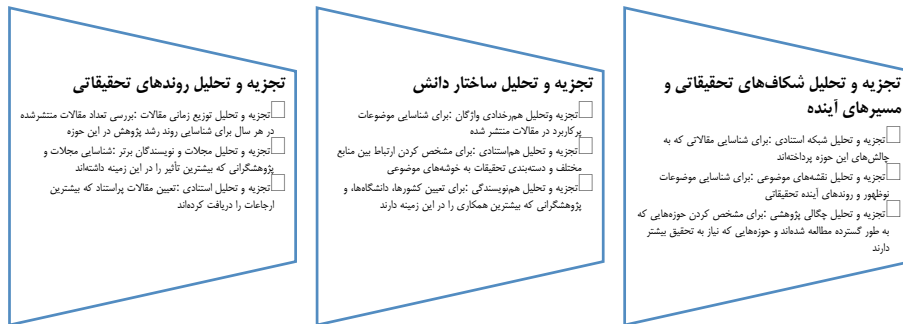 تجزیه و تحلیل شکاف‌های تحقیقاتی و
مسیرهای آینده
تجزیه و تحلیل شبکه استنادی :برای شناسایی مقالاتی که به
چالش‌های این حوزه پرداخته‌اند
تجزیه و تحلیل نقشه‌های موضوعی :برای شناسایی موضوعات
نوظهور و روندهای آینده تحقیقاتی
تجزیه و تحلیل چگالی پژوهشی :برای مشخص کردن حوزه‌هایی که
به طور گسترده مطالعه شده‌اند و حوزه‌هایی که نیاز به تحقیق بیشتر
دارند
تجزیه و تحلیل ساختار دانش
تجزیه وتحلیل هم‌رخدادی واژگان :برای شناسایی موضوعات
پرکاربرد در مقالات منتشر شده
تجزیه و تحلیل هم‌استنادی :برای مشخص کردن ارتباط بین منابع
مختلف و دسته‌بندی تحقیقات به خوشه‌های موضوعی
تجزیه و تحلیل هم‌نویسندگی :برای تعیین کشورها، دانشگاه‌ها، و
پژوهشگرانی که بیشترین همکاری را در این زمینه دارند
تجزیه و تحلیل روندهای تحقیقاتی
تجزیه و تحلیل توزیع زمانی مقالات :بررسی تعداد مقالات منتشرشده
در هر سال برای شناسایی روند رشد پژوهش در این حوزه
تجزیه و تحلیل مجلات و نویسندگان برتر :شناسایی مجلات و
پژوهشگرانی که بیشترین تأثیر را در این زمینه داشته‌اند
تجزیه و تحلیل استنادی :تعیین مقالات پراستناد که بیشترین
ارجاعات را دریافت کرده‌اند